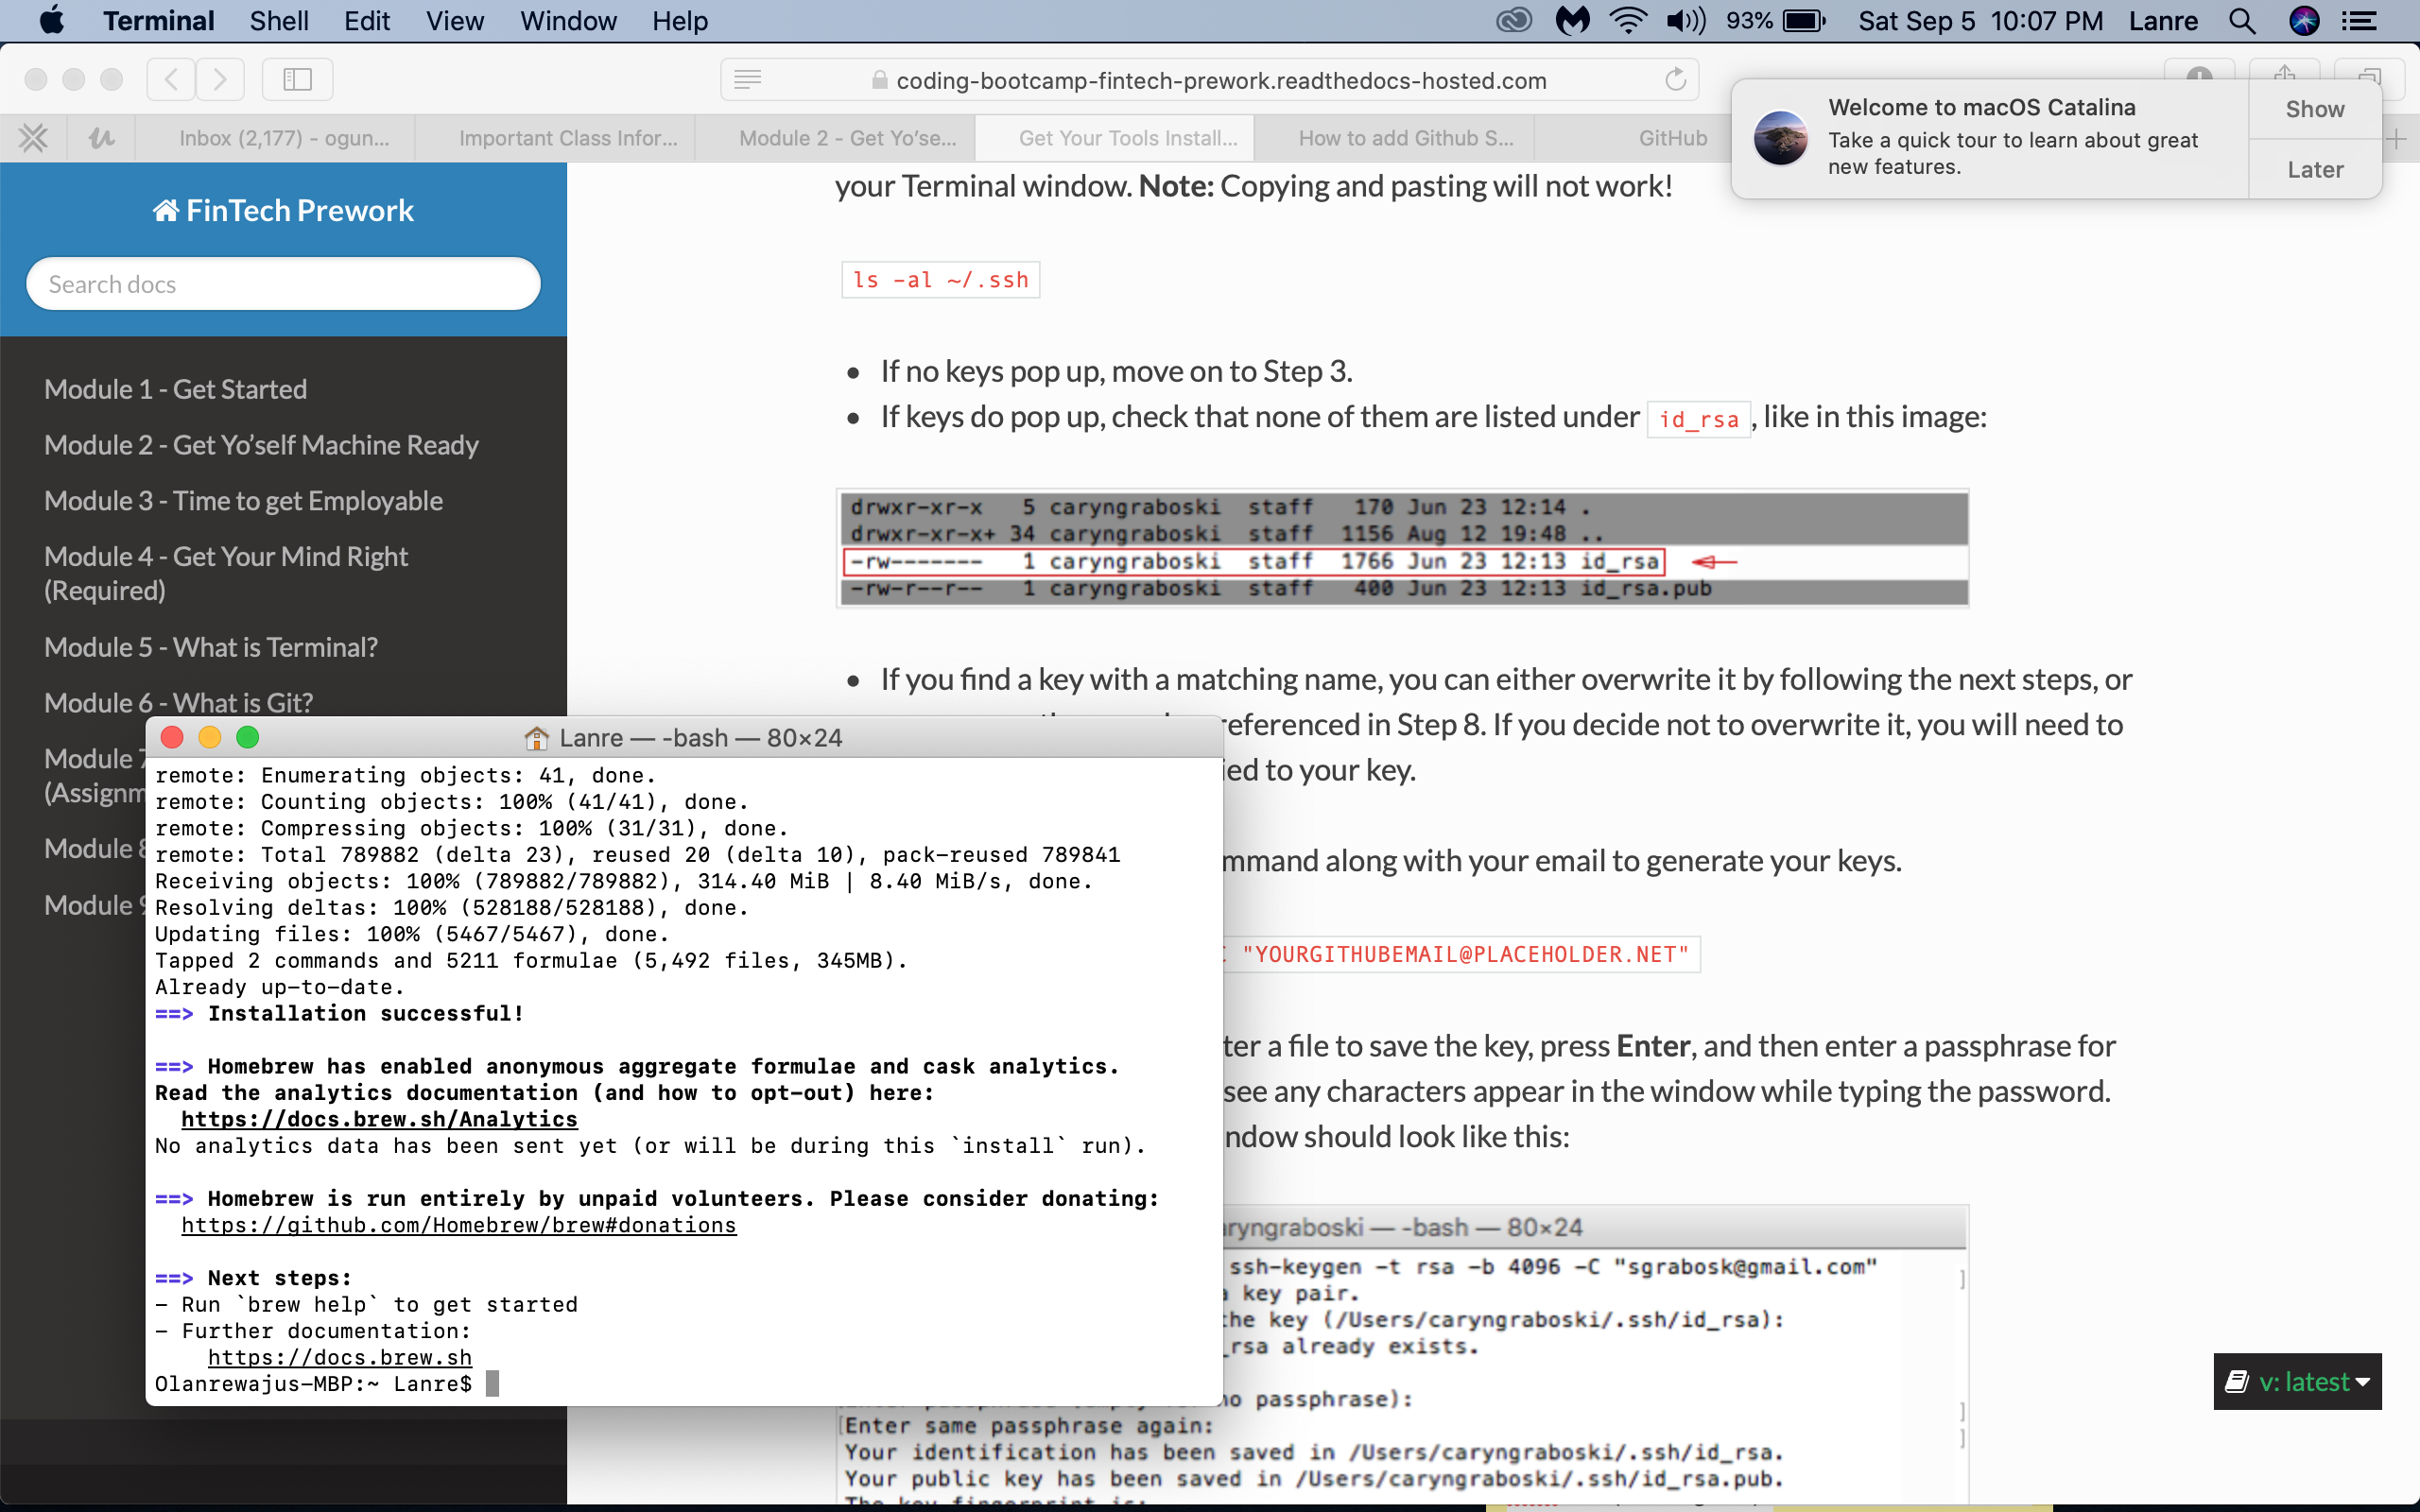 Terminal Shell Edit View Window Help 93% Sat Sep 5 10:07 PM Lanre
coding-bootcamp-fintech-prework.readthedocs-hosted.com
Inbox (2,177) - ogun... Important Class Infor... Module 2 - Get Yo'se... Get Your Tools Install... How to add Github S... GitHub
Welcome to macOS Catalina
Take a quick tour to learn about great
new features.
Show
Later
FinTech Prework
Search docs
Module 1 - Get Started
Module 2 - Get Yo'self Machine Ready
Module 3 - Time to get Employable
Module 4 - Get Your Mind Right
(Required)
Module 5 - What is Terminal?
Module 6 - What is Git?
Module 7
(Assignm
Module 8
Module 9
your Terminal window. Note: Copying and pasting will not work!
ls -al ~/.ssh
• If no keys pop up, move on to Step 3.
• If keys do pop up, check that none of them are listed under id_rsa, like in this image:
drwxr-xr-x 5 caryngraboski staff 170 Jun 23 12:14 .
drwxr-xr-x+ 34 caryngraboski staff 1156 Aug 12 19:48 ..
-rw------- 1 caryngraboski staff 1766 Jun 23 12:13 id_rsa
-rw-r--r-- 1 caryngraboski staff 400 Jun 23 12:13 id_rsa.pub
• If you find a key with a matching name, you can either overwrite it by following the next steps, or
referenced in Step 8. If you decide not to overwrite it, you will need to
ied to your key.
mmand along with your email to generate your keys.
"YOURGITHUBEMAIL@PLACEHOLDER.NET"
ter a file to save the key, press Enter, and then enter a passphrase for
see any characters appear in the window while typing the password.
ndow should look like this:
aryngraboski — -bash — 80×24
ssh-keygen -t rsa -b 4096 -C "sgrabosk@gmail.com"
key pair.
the key (/Users/caryngraboski/.ssh/id_rsa):
_rsa already exists.
no passphrase):
Enter same passphrase again:
Your identification has been saved in /Users/caryngraboski/.ssh/id_rsa.
Your public key has been saved in /Users/caryngraboski/.ssh/id_rsa.pub.
The key fingerprint is:
Lanre — -bash — 80×24
remote: Enumerating objects: 41, done.
remote: Counting objects: 100% (41/41), done.
remote: Compressing objects: 100% (31/31), done.
remote: Total 789882 (delta 23), reused 20 (delta 10), pack-reused 789841
Receiving objects: 100% (789882/789882), 314.40 MiB | 8.40 MiB/s, done.
Resolving deltas: 100% (528188/528188), done.
Updating files: 100% (5467/5467), done.
Tapped 2 commands and 5211 formulae (5,492 files, 345MB).
Already up-to-date.
==> Installation successful!
==> Homebrew has enabled anonymous aggregate formulae and cask analytics.
Read the analytics documentation (and how to opt-out) here:
https://docs.brew.sh/Analytics
No analytics data has been sent yet (or will be during this `install` run).
==> Homebrew is run entirely by unpaid volunteers. Please consider donating:
https://github.com/Homebrew/brew#donations
==> Next steps:
- Run `brew help` to get started
- Further documentation:
https://docs.brew.sh
Olanrewajus-MBP:~ Lanre$
v: latest